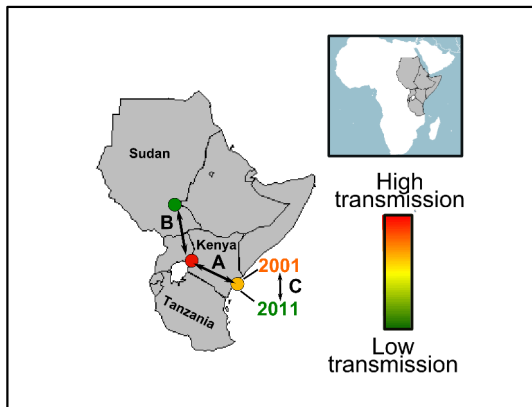 Sudan
B
Kenya
A
2001
C
2011
Tanzania
High
transmission
Low
transmission